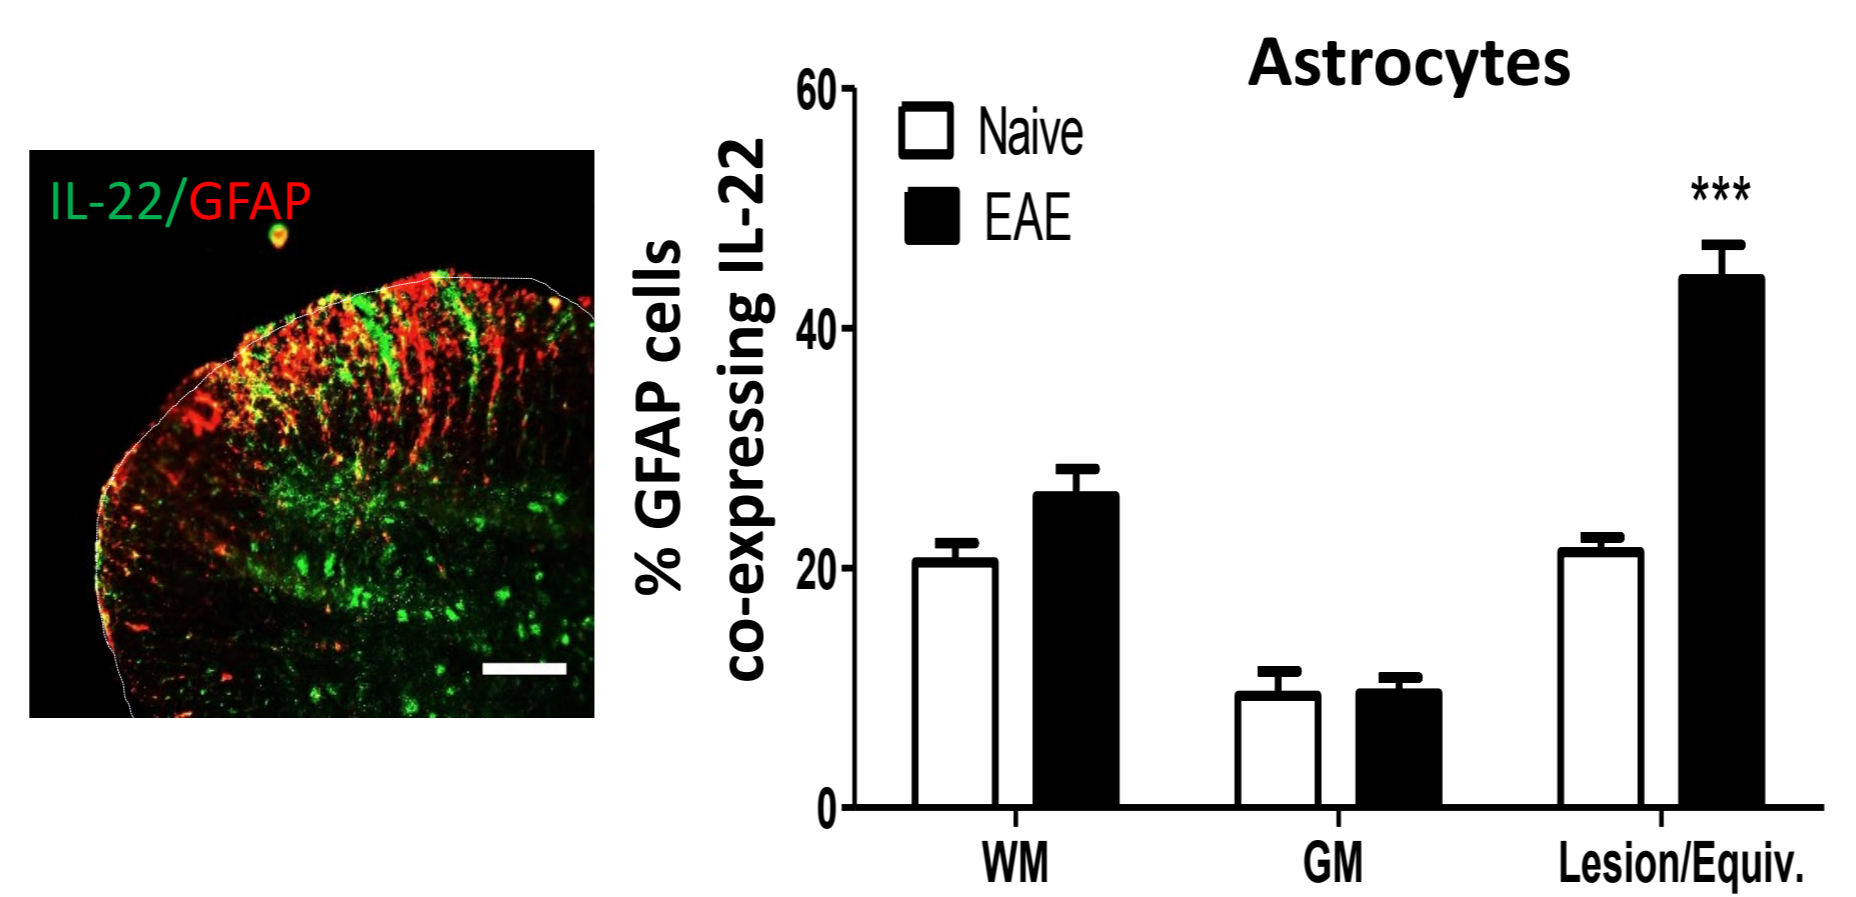 IL-22/GFAP
% GFAP cells
co-expressing IL-22
Astrocytes
60
40
20
0
Naive
EAE
***
WM
GM
Lesion/Equiv.